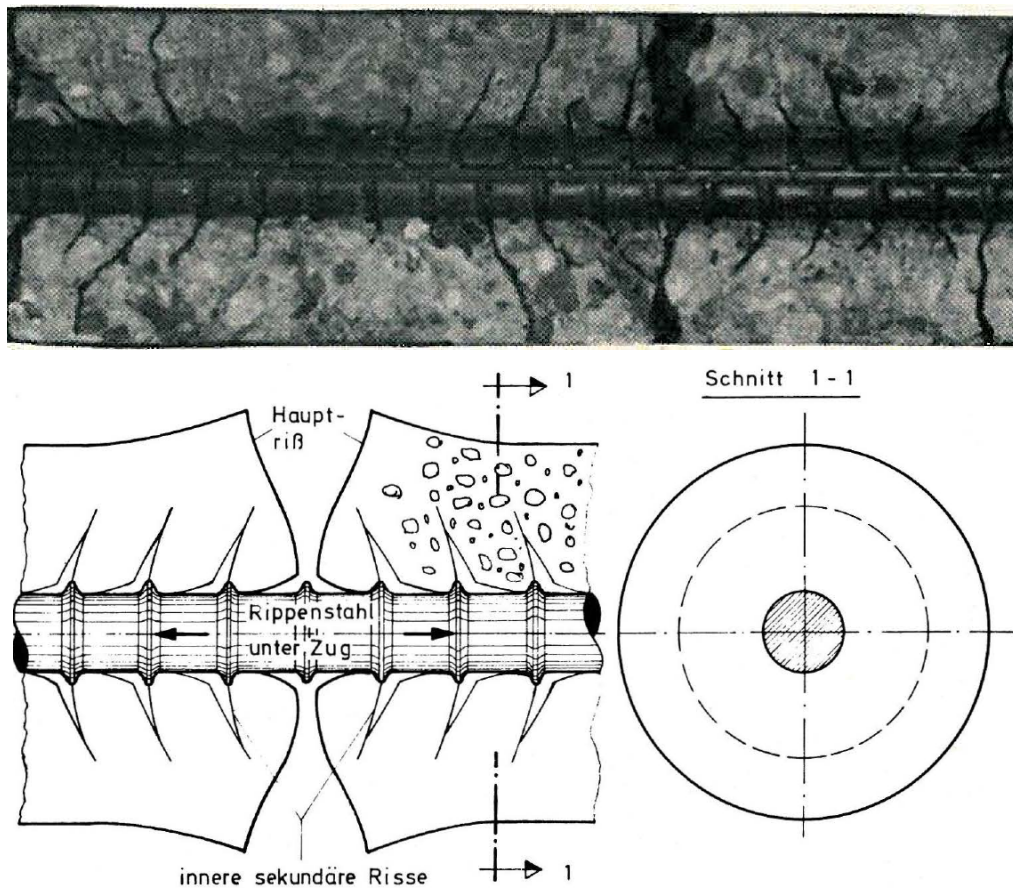 1
Schnitt 1 - 1
Haupt-
riß
Rippenstahl
unter Zug
innere sekundäre Risse
1